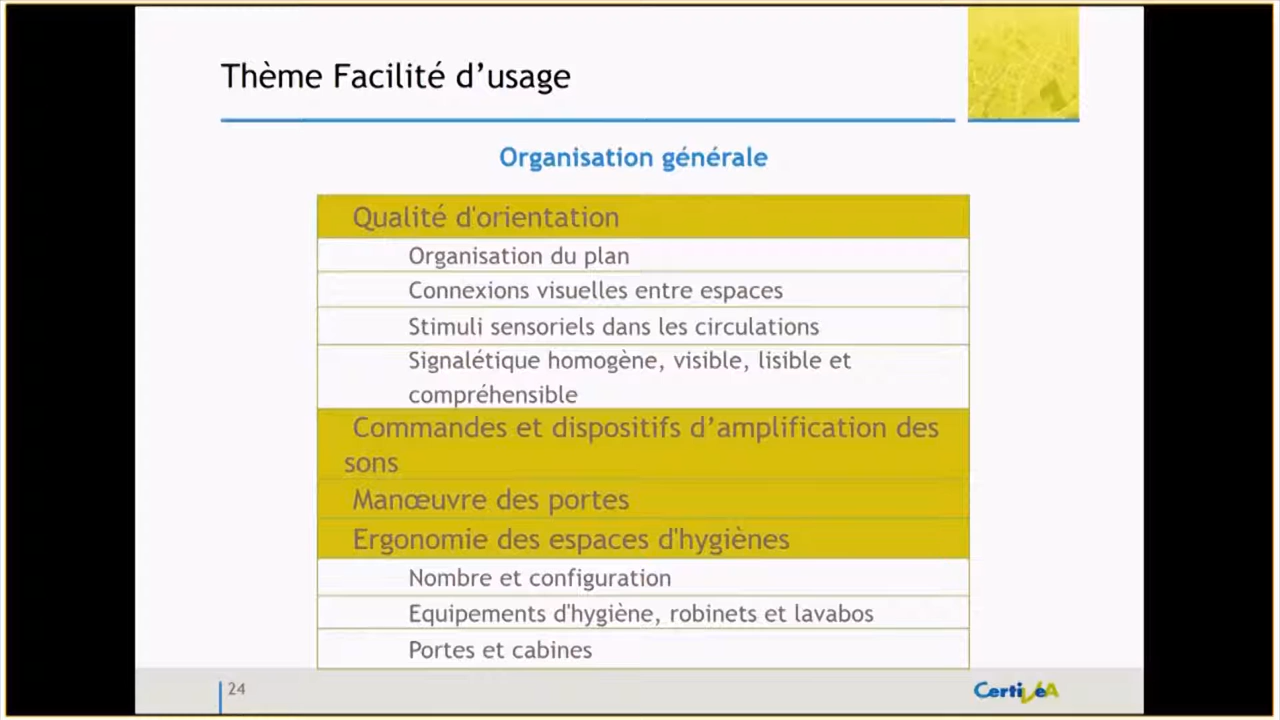 Thème Facilité d’usage
Organisation générale
Qualité d'orientation
Organisation du plan
Connexions visuelles entre espaces
Stimuli sensoriels dans les circulations
Signalétique homogène, visible, lisible et
compréhensible
Commandes et dispositifs d’amplification des
sons
Manœuvre des portes
Ergonomie des espaces d'hygiènes
Nombre et configuration
Equipements d'hygiène, robinets et lavabos
Portes et cabines
24
CertiVeA